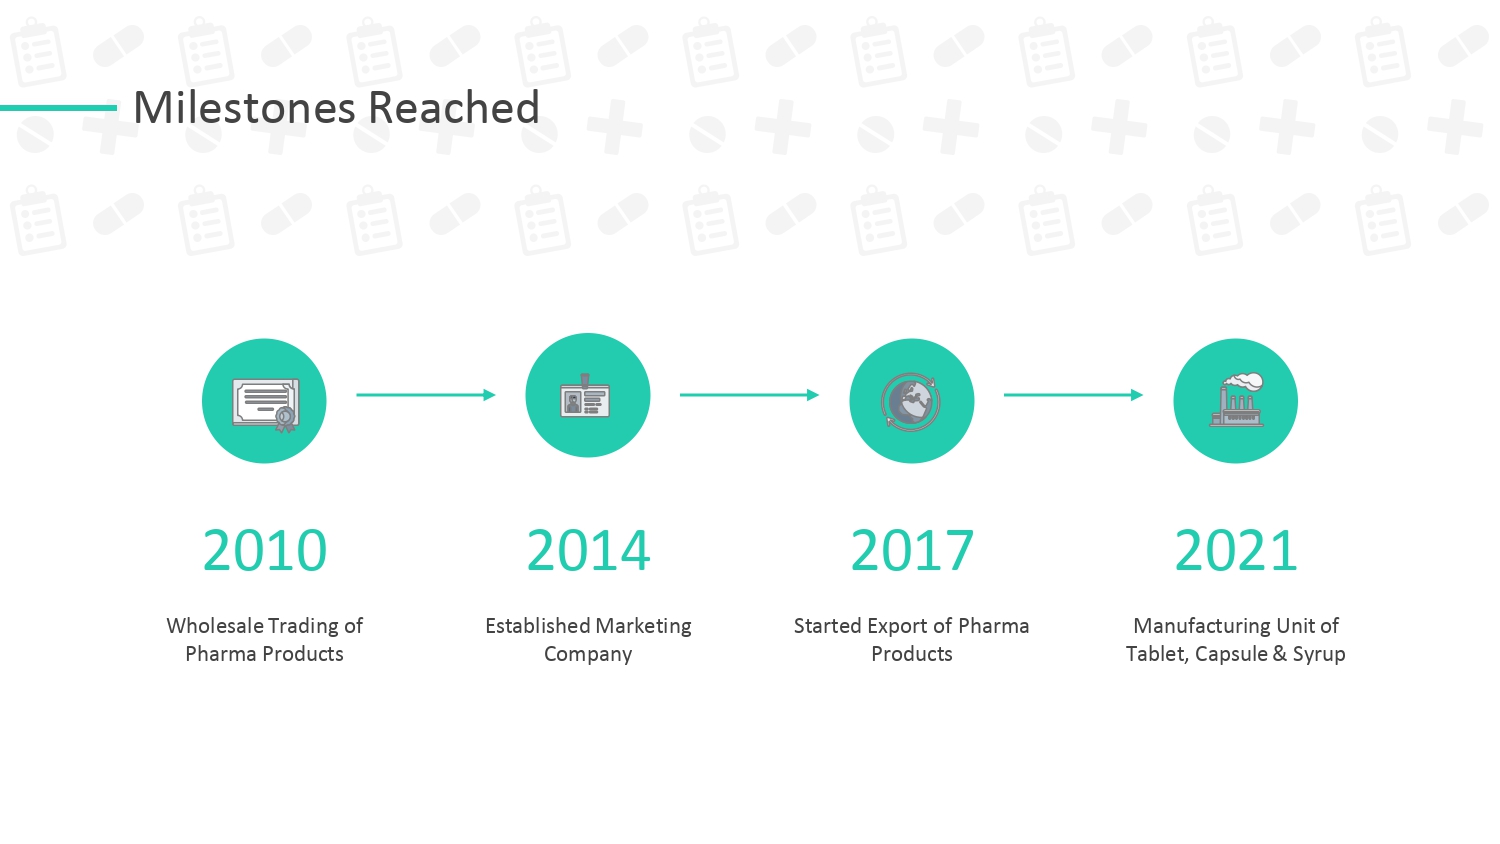 Milestones Reached
2010
Wholesale Trading of
Pharma Products
2014
Established Marketing
Company
2017
Started Export of Pharma
Products
2021
Manufacturing Unit of
Tablet, Capsule & Syrup